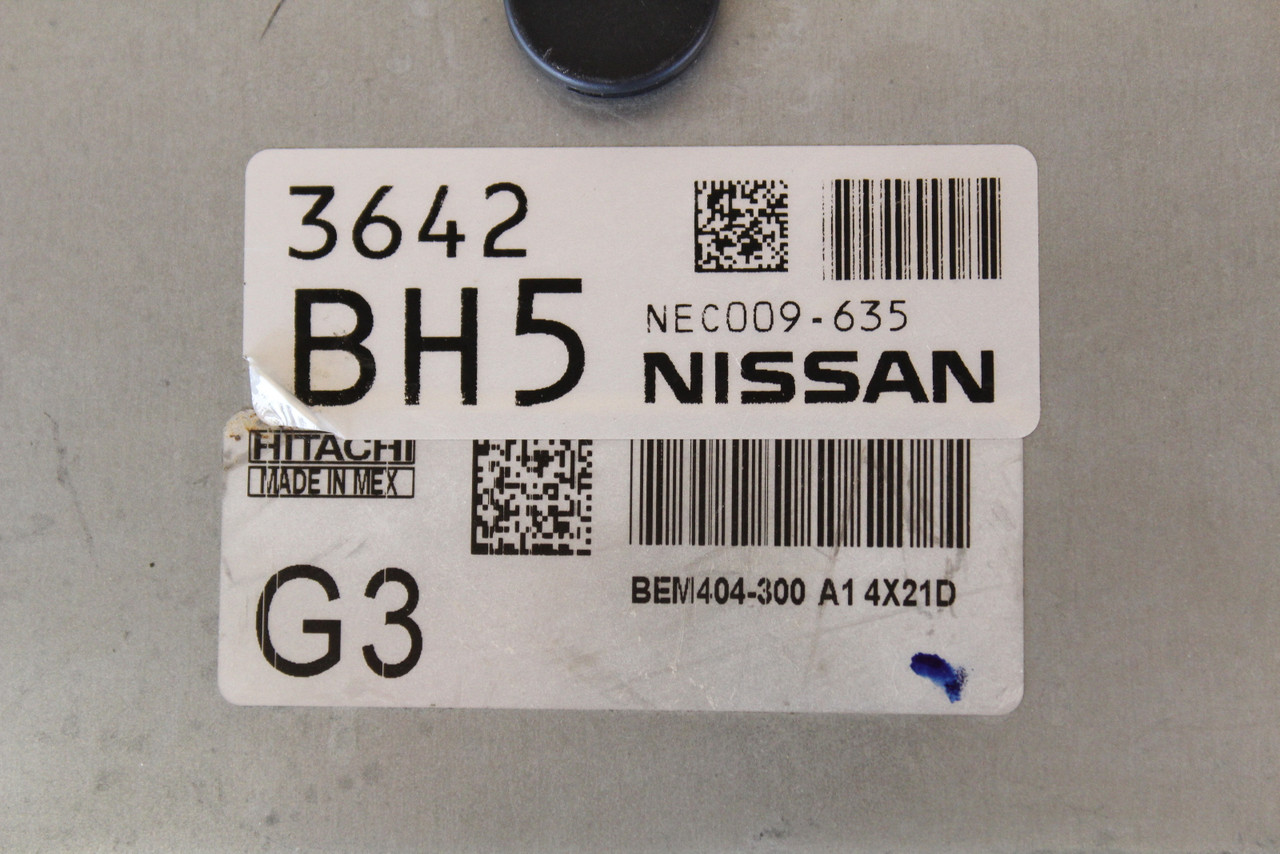 3642
BH5
NEC009-635
NISSAN
HITACHI
MADE IN MEX
G3
BEM404-300 A1 4X21D